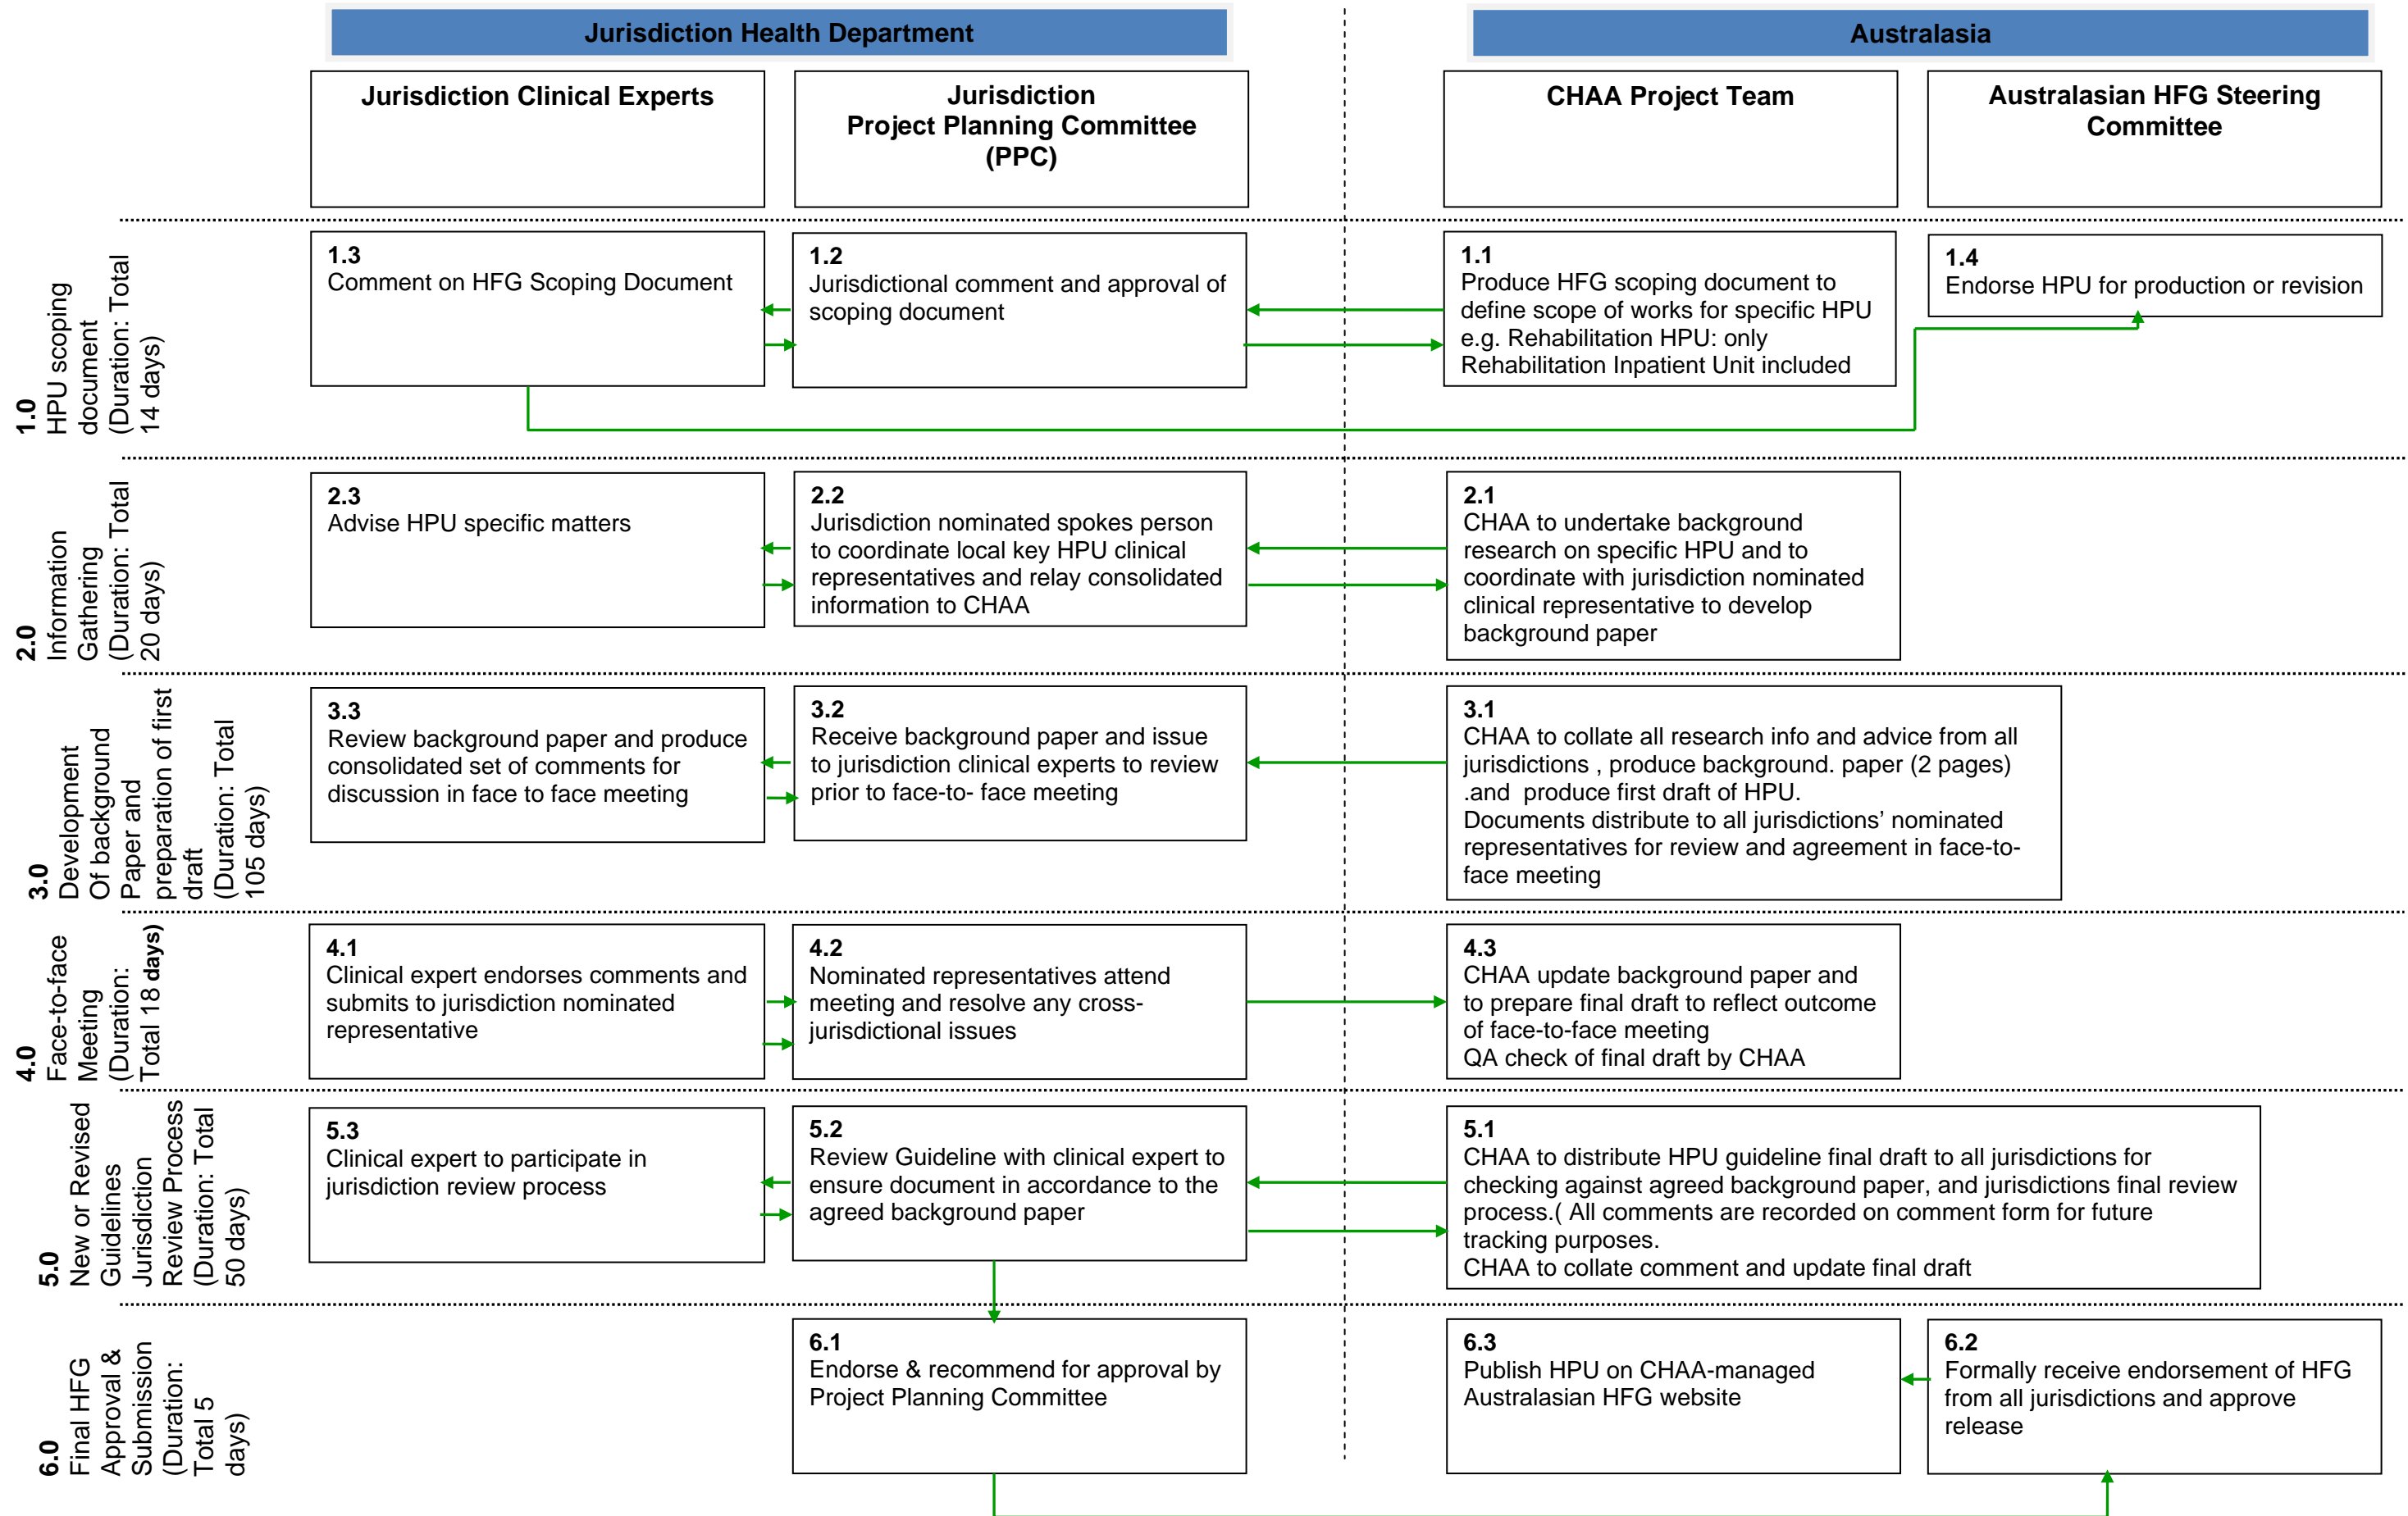 Jurisdiction Health Department
Australasia
Jurisdiction Clinical Experts
Jurisdiction
Project Planning Committee
(PPC)
CHAA Project Team
Australasian HFG Steering
Committee
1.0
HPU scoping
document
(Duration: Total
14 days)
1.3
Comment on HFG Scoping Document
1.2
Jurisdictional comment and approval of
scoping document
1.1
Produce HFG scoping document to
define scope of works for specific HPU
e.g. Rehabilitation HPU: only
Rehabilitation Inpatient Unit included
1.4
Endorse HPU for production or revision
2.0
Information
Gathering
(Duration: Total
20 days)
2.3
Advise HPU specific matters
2.2
Jurisdiction nominated spokes person
to coordinate local key HPU clinical
representatives and relay consolidated
information to CHAA
2.1
CHAA to undertake background
research on specific HPU and to
coordinate with jurisdiction nominated
clinical representative to develop
background paper
3.0
Development
Of background
Paper and
preparation of first
draft
(Duration: Total
105 days)
3.3
Review background paper and produce
consolidated set of comments for
discussion in face to face meeting
3.2
Receive background paper and issue
to jurisdiction clinical experts to review
prior to face-to- face meeting
3.1
CHAA to collate all research info and advice from all
jurisdictions , produce background. paper (2 pages)
.and  produce first draft of HPU.
Documents distribute to all jurisdictions’ nominated
representatives for review and agreement in face-to-
face meeting
4.0
Face-to-face
Meeting
(Duration:
Total 18 days)
4.1
Clinical expert endorses comments and
submits to jurisdiction nominated
representative
4.2
Nominated representatives attend
meeting and resolve any cross-
jurisdictional issues
4.3
CHAA update background paper and
to prepare final draft to reflect outcome
of face-to-face meeting
QA check of final draft by CHAA
5.0
New or Revised
Guidelines
Jurisdiction
Review Process
(Duration: Total
50 days)
5.3
Clinical expert to participate in
jurisdiction review process
5.2
Review Guideline with clinical expert to
ensure document in accordance to the
agreed background paper
5.1
CHAA to distribute HPU guideline final draft to all jurisdictions for
checking against agreed background paper, and jurisdictions final review
process.( All comments are recorded on comment form for future
tracking purposes.
CHAA to collate comment and update final draft
6.0
Final HFG
Approval &
Submission
(Duration:
Total 5
days)
6.1
Endorse & recommend for approval by
Project Planning Committee
6.3
Publish HPU on CHAA-managed
Australasian HFG website
6.2
Formally receive endorsement of HFG
from all jurisdictions and approve
release